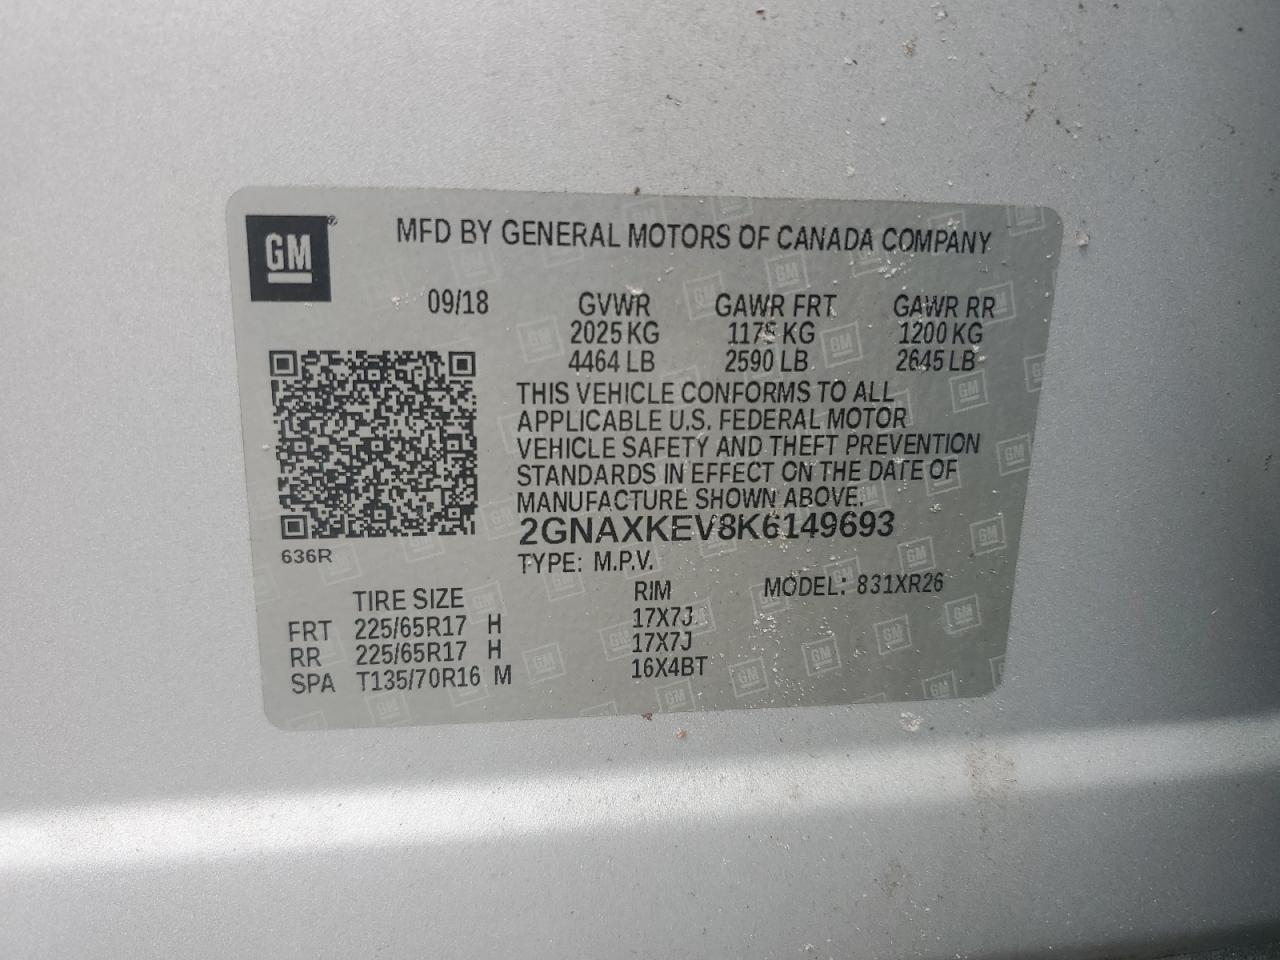 GM®
MFD BY GENERAL MOTORS OF CANADA COMPANY
09/18 GVWR GAWR FRT GAWR RR
2025 KG 1175 KG 1200 KG
4464 LB 2590 LB 2645 LB
THIS VEHICLE CONFORMS TO ALL
APPLICABLE U.S. FEDERAL MOTOR
VEHICLE SAFETY AND THEFT PREVENTION
STANDARDS IN EFFECT ON THE DATE OF
MANUFACTURE SHOWN ABOVE.
2GNAXKEV8K6149693
636R
TYPE: M.P.V. MODEL: 831XR26
TIRE SIZE RIM
FRT 225/65R17 H 17X7J
RR 225/65R17 H 17X7J
SPA T135/70R16 M 16X4BT